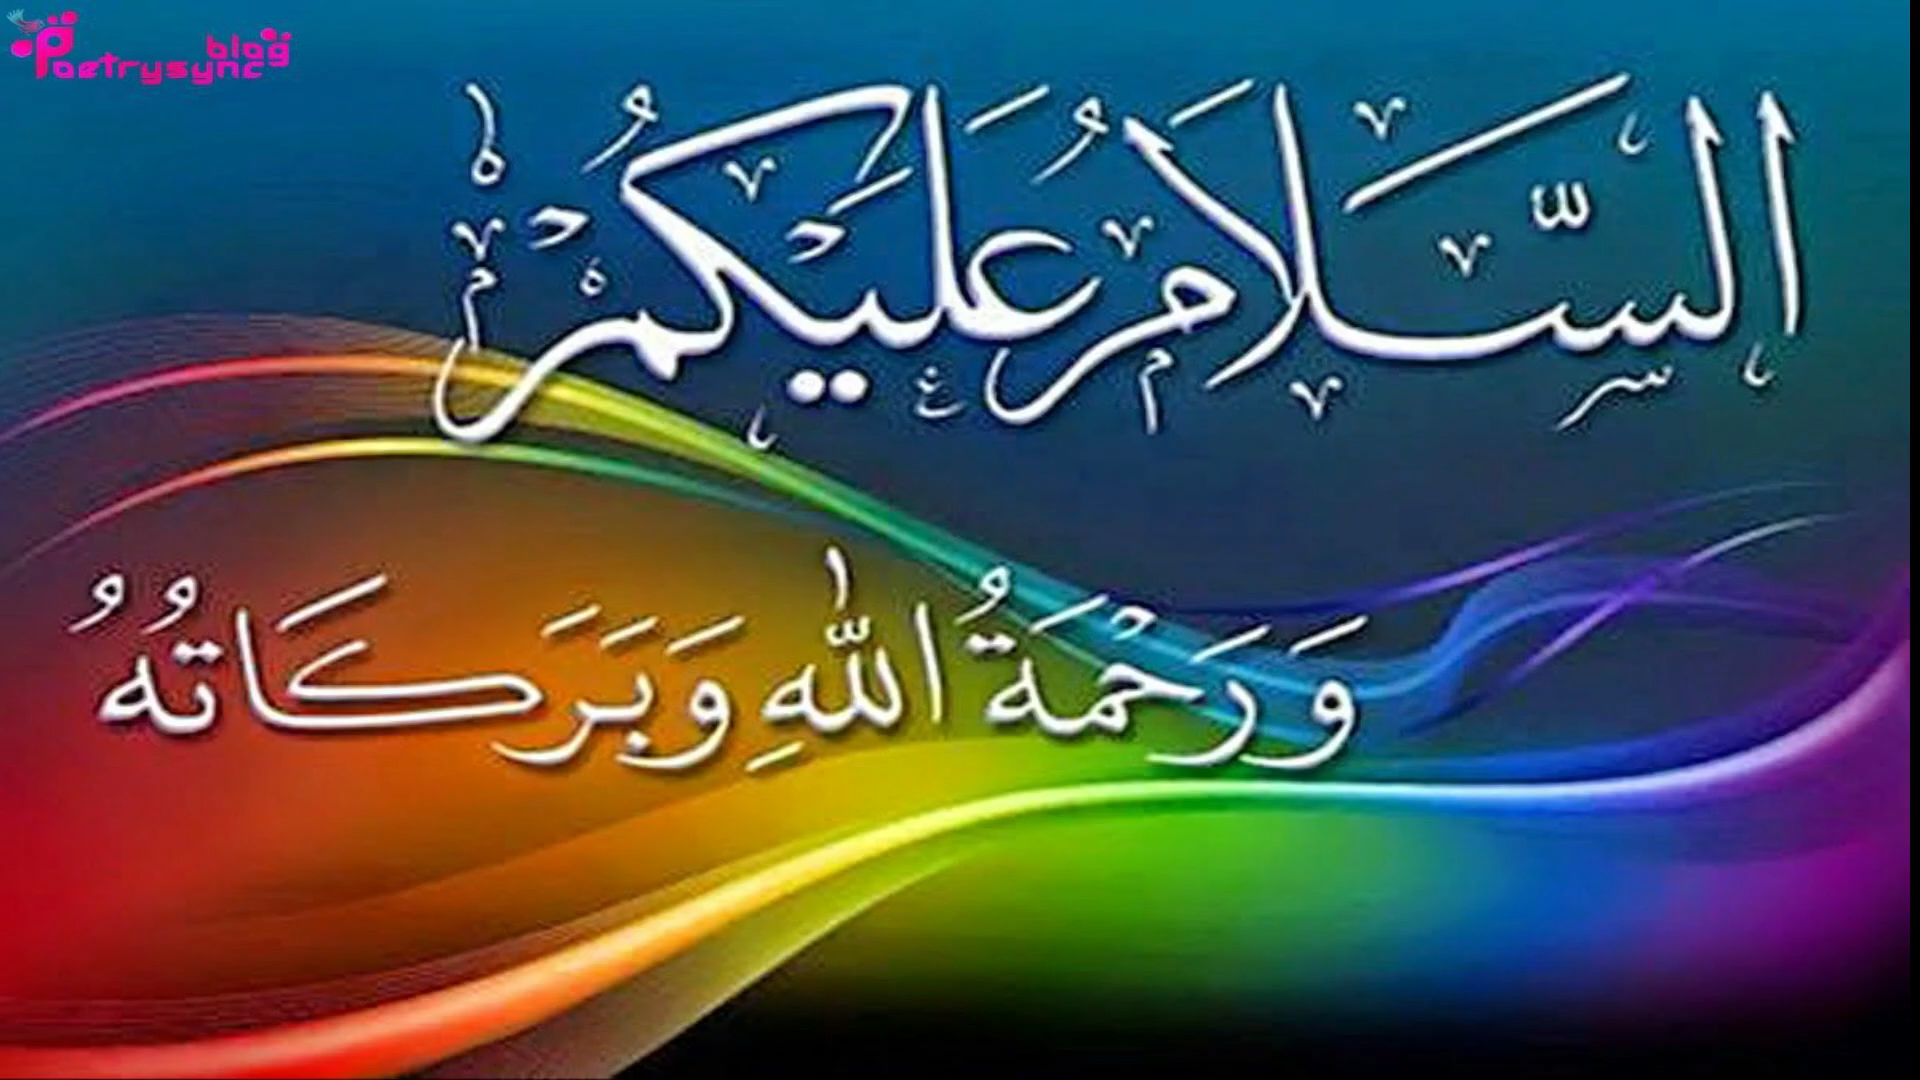 Poetrysync blog
السَّلَامُ عَلَيْكُمْ
وَرَحْمَةُ اللّٰهِ وَبَرَكَاتُهُ